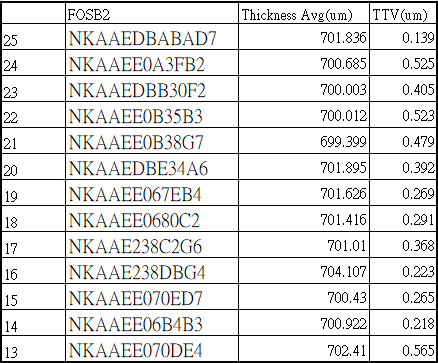 FOSB2 Thickness Avg(um) TTV(um)
25 NKAAEDBABAD7 701.836 0.139
24 NKAAEE0A3FB2 700.685 0.525
23 NKAAEDBB30F2 700.003 0.405
22 NKAAEE0B35B3 700.012 0.523
21 NKAAEE0B38G7 699.399 0.479
20 NKAAEDBE34A6 701.895 0.392
19 NKAAEE067EB4 701.626 0.269
18 NKAAEE0680C2 701.416 0.291
17 NKAAE238C2G6 701.01 0.368
16 NKAAE238DBG4 704.107 0.223
15 NKAAEE070ED7 700.43 0.265
14 NKAAEE06B4B3 700.922 0.218
13 NKAAEE070DE4 702.41 0.565